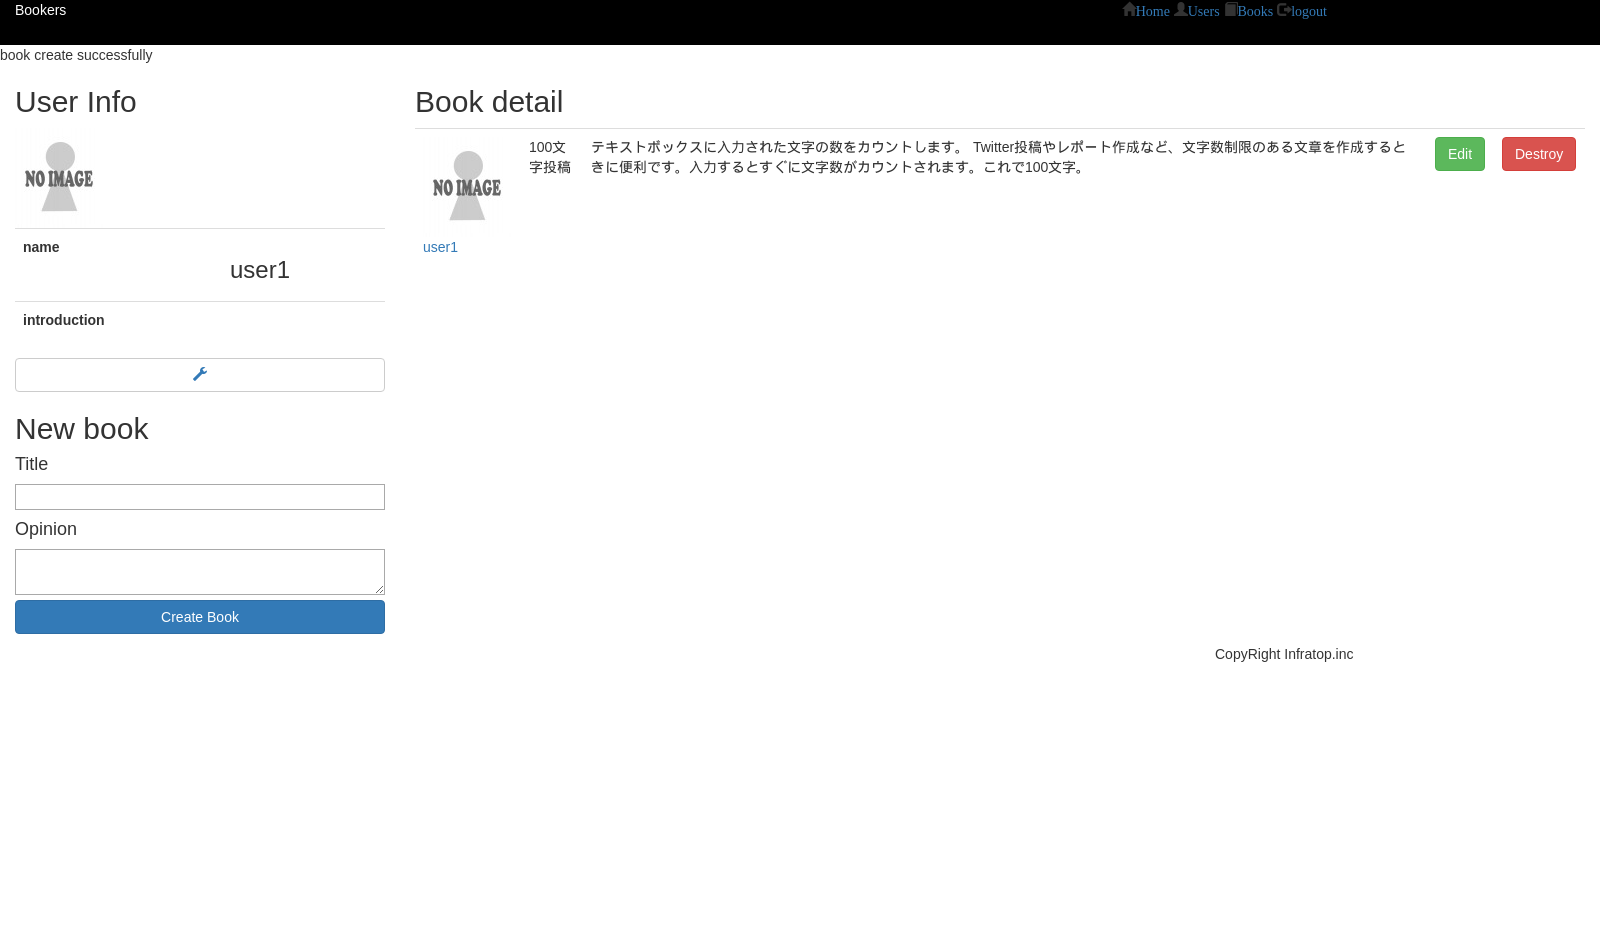 Bookers
Home Users Books logout
book create successfully
User Info
NO IMAGE
name
user1
introduction
New book
Title
Opinion
Create Book
Book detail
NO IMAGE
user1
100文
字投稿
テキストボックスに入力された文字の数をカウントします。 Twitter投稿やレポート作成など、文字数制限のある文章を作成すると
きに便利です。入力するとすぐに文字数がカウントされます。これで100文字。
Edit
Destroy
CopyRight Infratop.inc